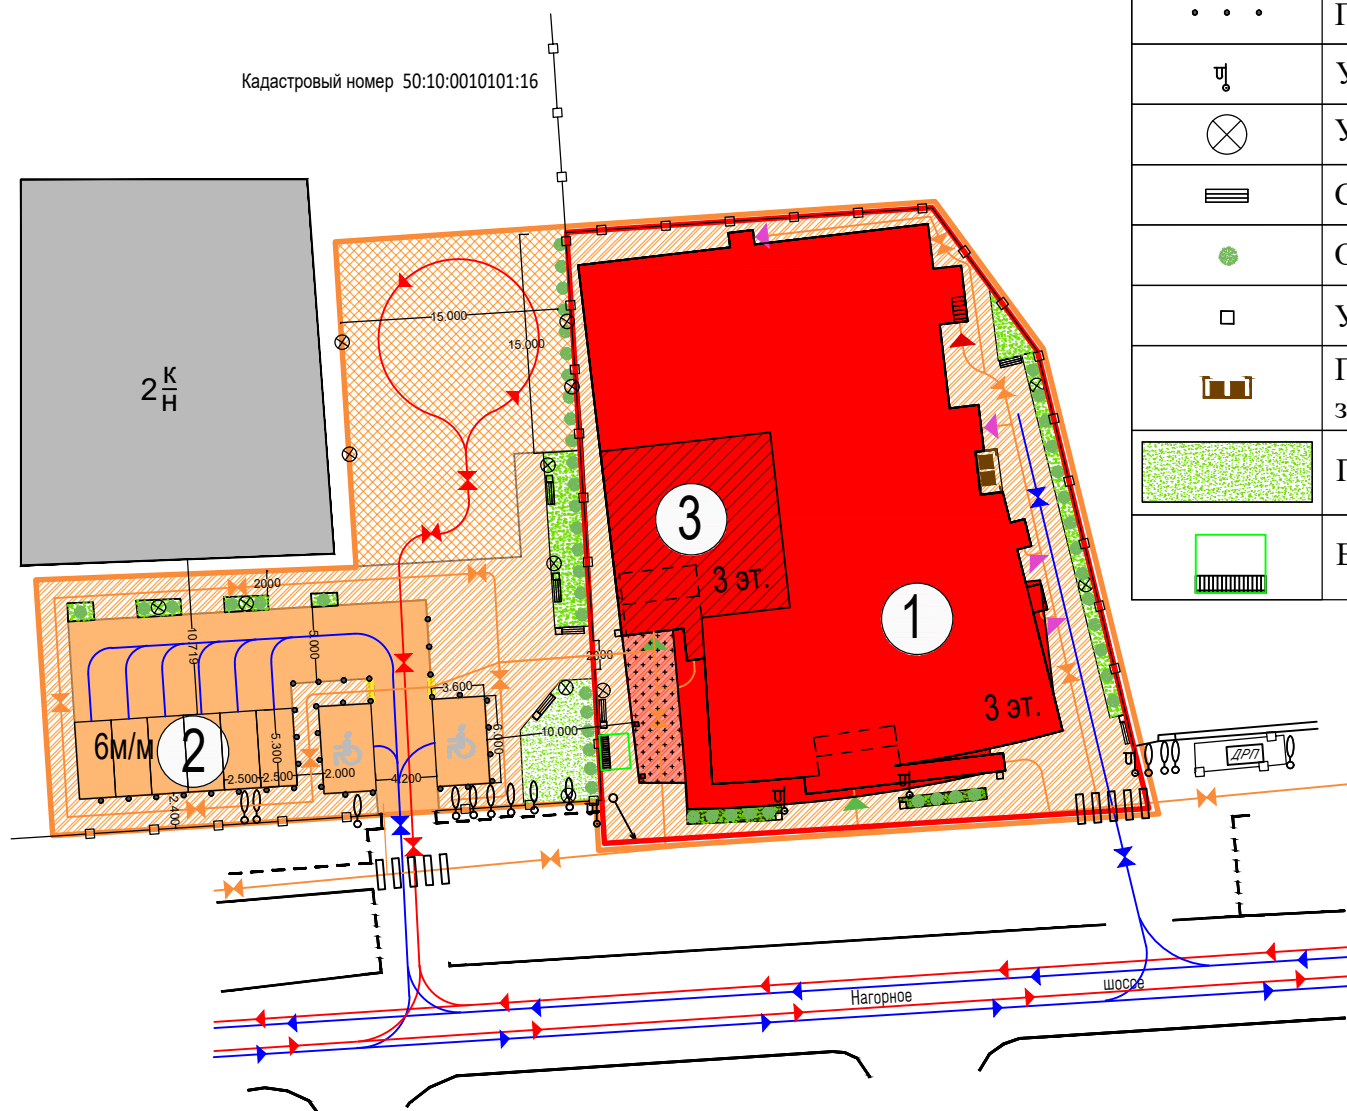 П
У
У
С
О
У
П
з
П
В
Кадастровый номер 50:10:0010101:16
15.000
15.000
2 К
Н
3
3 эт.
1
3 эт.
2000
10.719
5.000
3.600
10.000
6.000
6м/м
2
5.300
2.500
2.500
2.000
4.200
2.400
ДРП
Нагорное
шоссе